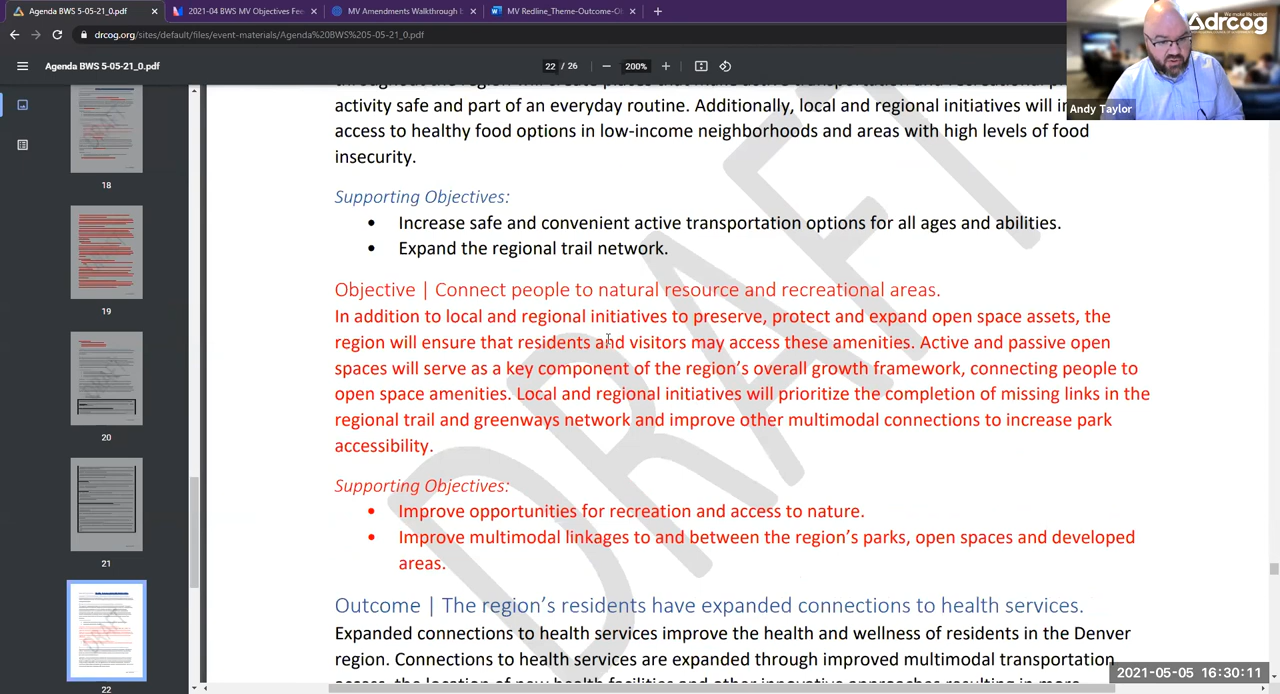 Agenda BWS 5-05-21_0.pdf
2021-04 BWS MV Objectives Fee
MV Amendments Walkthrough
MV Redline_Theme-Outcome-O
drcog.org/sites/default/files/event-materials/Agenda%20BWS%205-05-21_0.pdf
Agenda BWS 5-05-21_0.pdf
22 / 26
200%
We make life better!
drcog
Andy Taylor
activity safe and part of an everyday routine. Additionally, local and regional initiatives will
access to healthy food options in low-income neighborhoods and areas with high levels of food
insecurity.
Supporting Objectives:
• Increase safe and convenient active transportation options for all ages and abilities.
• Expand the regional trail network.
Objective | Connect people to natural resource and recreational areas.
In addition to local and regional initiatives to preserve, protect and expand open space assets, the
region will ensure that residents and visitors may access these amenities. Active and passive open
spaces will serve as a key component of the region's overall growth framework, connecting people to
open space amenities. Local and regional initiatives will prioritize the completion of missing links in the
regional trail and greenways network and improve other multimodal connections to increase park
accessibility.
Supporting Objectives:
• Improve opportunities for recreation and access to nature.
• Improve multimodal linkages to and between the region's parks, open spaces and developed
areas.
Outcome | The region's residents have expanded connections to health services.
Expanded connections to health services improve the health and wellness of residents in the Denver
region. Connections to health services are expanded through improved multimodal transportation
DRAFT
18
19
20
21
22
2021-05-05 16:30:11